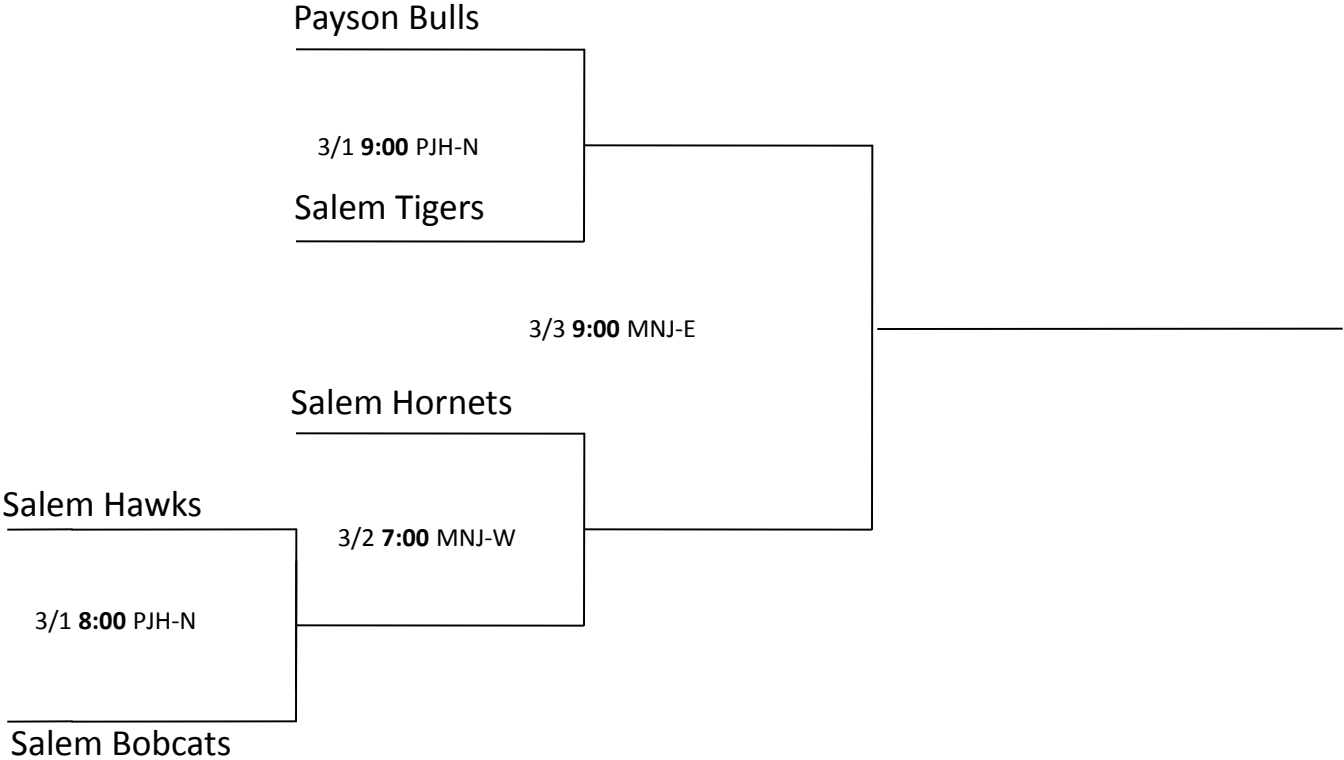 Payson Bulls
3/1 9:00 PJH-N
Salem Tigers
3/3 9:00 MNJ-E
Salem Hornets
Salem Hawks
3/2 7:00 MNJ-W
3/1 8:00 PJH-N
Salem Bobcats